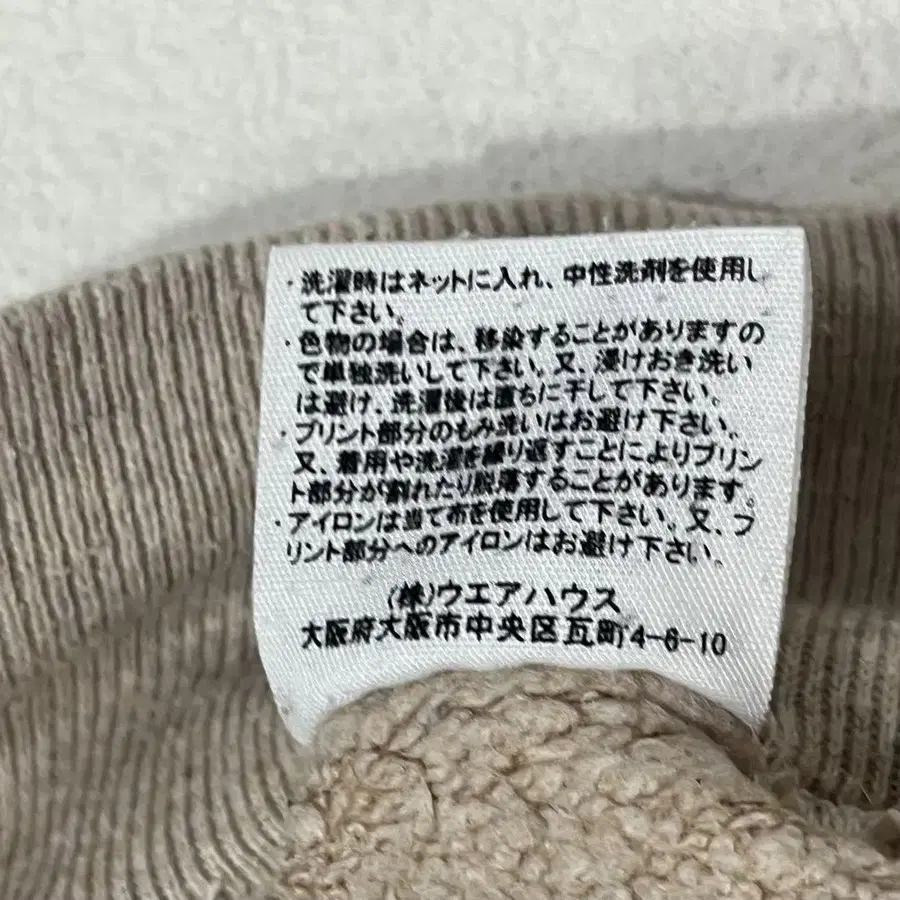 ・洗濯時はネットに入れ、中性洗剤を使用し
て下さい。
・色物の場合は、移染することがありますの
で単独洗いして下さい。又、浸けおき洗い
は避け、洗濯後は直ちに干して下さい。
・プリント部分のもみ洗いはお避け下さい。
又、着用や洗濯を繰り返すことによりプリン
ト部分が割れたり脱落することがあります。
・アイロンは当て布を使用して下さい。又、プ
リント部分へのアイロンはお避け下さい。
(株)ウエアハウス
大阪府大阪市中央区瓦町4-6-10